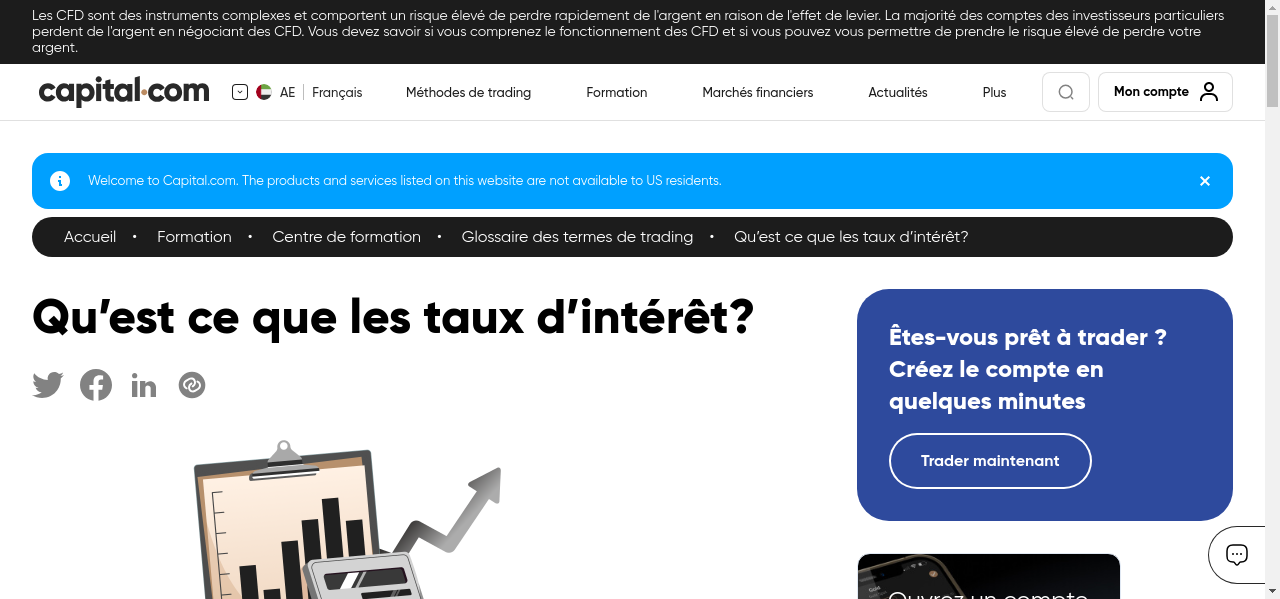 Les CFD sont des instruments complexes et comportent un risque élevé de perdre rapidement de l'argent en raison de l'effet de levier. La majorité des comptes des investisseurs particuliers
perdent de l'argent en négociant des CFD. Vous devez savoir si vous comprenez le fonctionnement des CFD et si vous pouvez vous permettre de prendre le risque élevé de perdre votre
argent.
capital.com
AE Français
Méthodes de trading
Formation
Marchés financiers
Actualités
Plus
Mon compte
Welcome to Capital.com. The products and services listed on this website are not available to US residents.
Accueil • Formation • Centre de formation • Glossaire des termes de trading • Qu’est ce que les taux d’intérêt?
Qu’est ce que les taux d’intérêt?
Êtes-vous prêt à trader ?
Créez le compte en
quelques minutes
Trader maintenant
Ouvrez un compte